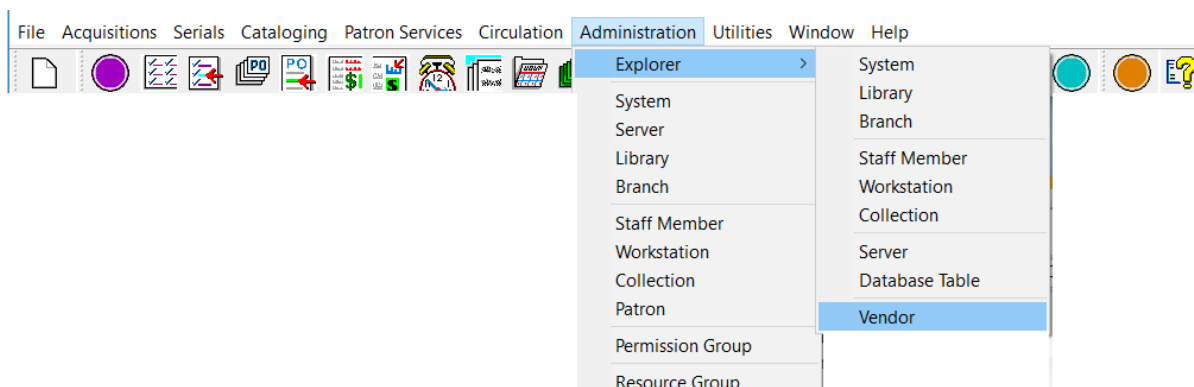 File Acquisitions Serials Cataloging Patron Services Circulation Administration Utilities Window Help
PO PO
Explorer >
System
Server
Library
Branch
Staff Member
Workstation
Collection
Patron
Permission Group
Resource Group
System
Library
Branch
Staff Member
Workstation
Collection
Server
Database Table
Vendor